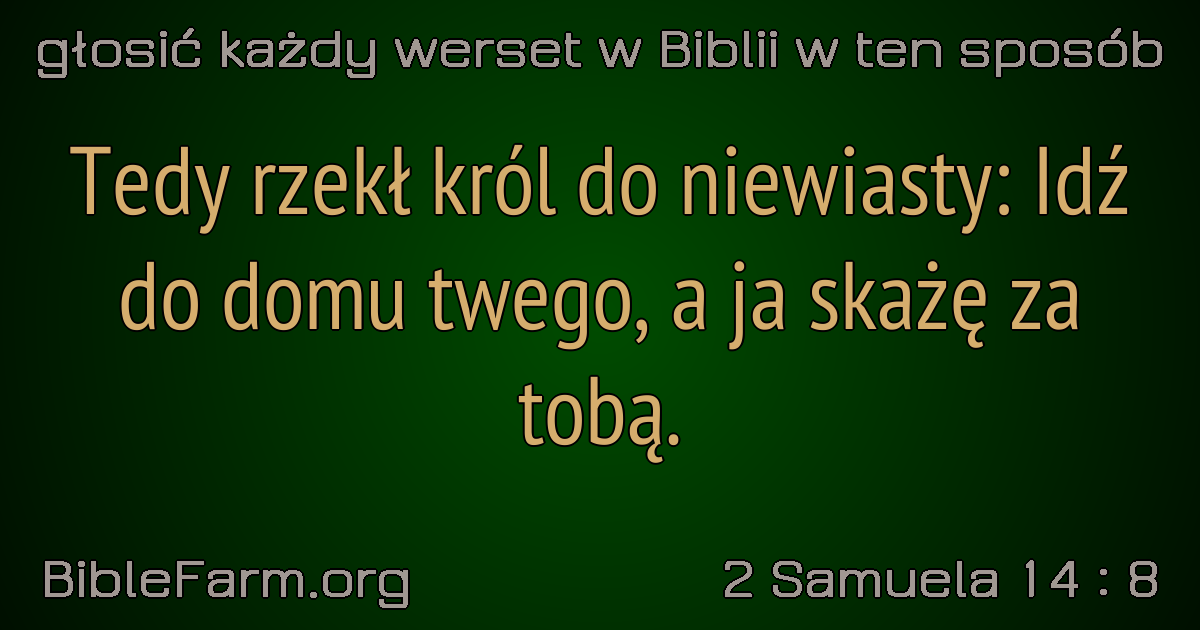 głosić każdy werset w Biblii w ten sposób
Tedy rzekł król do niewiasty: Idź
do domu twego, a ja skażę za
tobą.
BibleFarm.org
2 Samuela 14 : 8